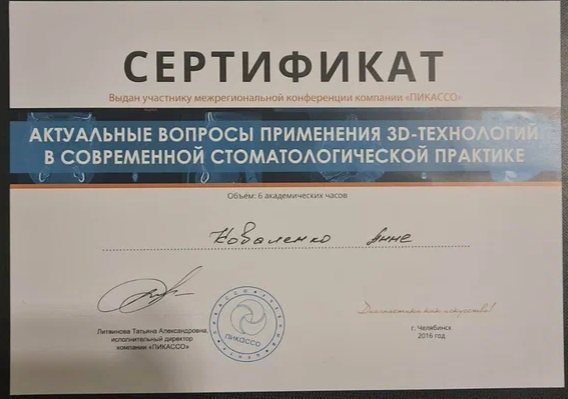 СЕРТИФИКАТ
Выдан участнику межрегиональной конференции компании «ПИКАССО»
АКТУАЛЬНЫЕ ВОПРОСЫ ПРИМЕНЕНИЯ 3D-ТЕХНОЛОГИЙ
В СОВРЕМЕННОЙ СТОМАТОЛОГИЧЕСКОЙ ПРАКТИКЕ
Объём: 6 академических часов
Коваленко Анне
Литвинова Татьяна Александровна
исполнительный директор
компании «ПИКАССО»
ПИКАССО
г. Челябинск
2016 год